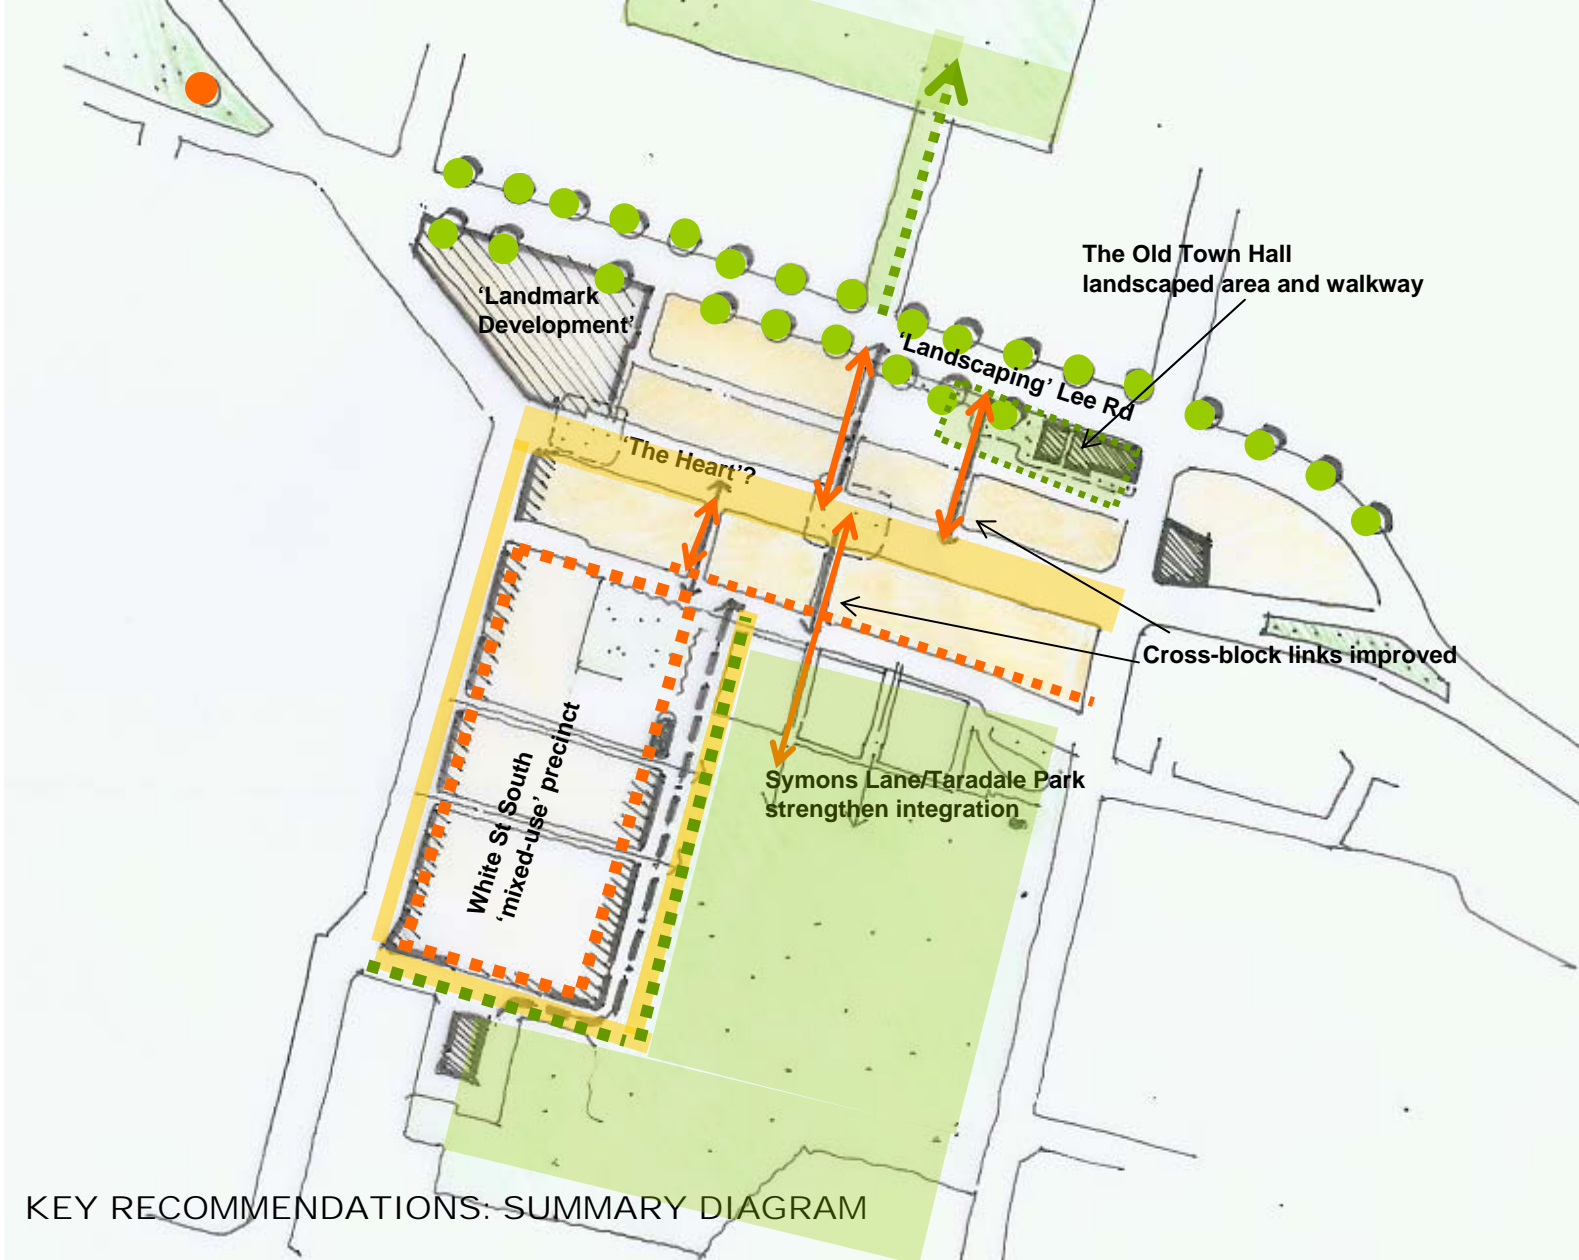 The Old Town Hall
landscaped area and walkway
‘Landmark
Development’
‘Landscaping’ Lee Rd
‘The Heart’?
Cross-block links improved
White St South
‘mixed-use’ precinct
Symons Lane/Taradale Park
strengthen integration
KEY RECOMMENDATIONS: SUMMARY DIAGRAM